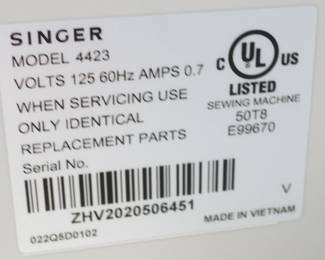 SINGER
MODEL 4423
VOLTS 125 60Hz AMPS 0.7
WHEN SERVICING USE
ONLY IDENTICAL
REPLACEMENT PARTS
Serial No.
C UL US
LISTED
SEWING MACHINE
50T8
E99670
ZHV2020506451
V
MADE IN VIETNAM
022Q5D0102